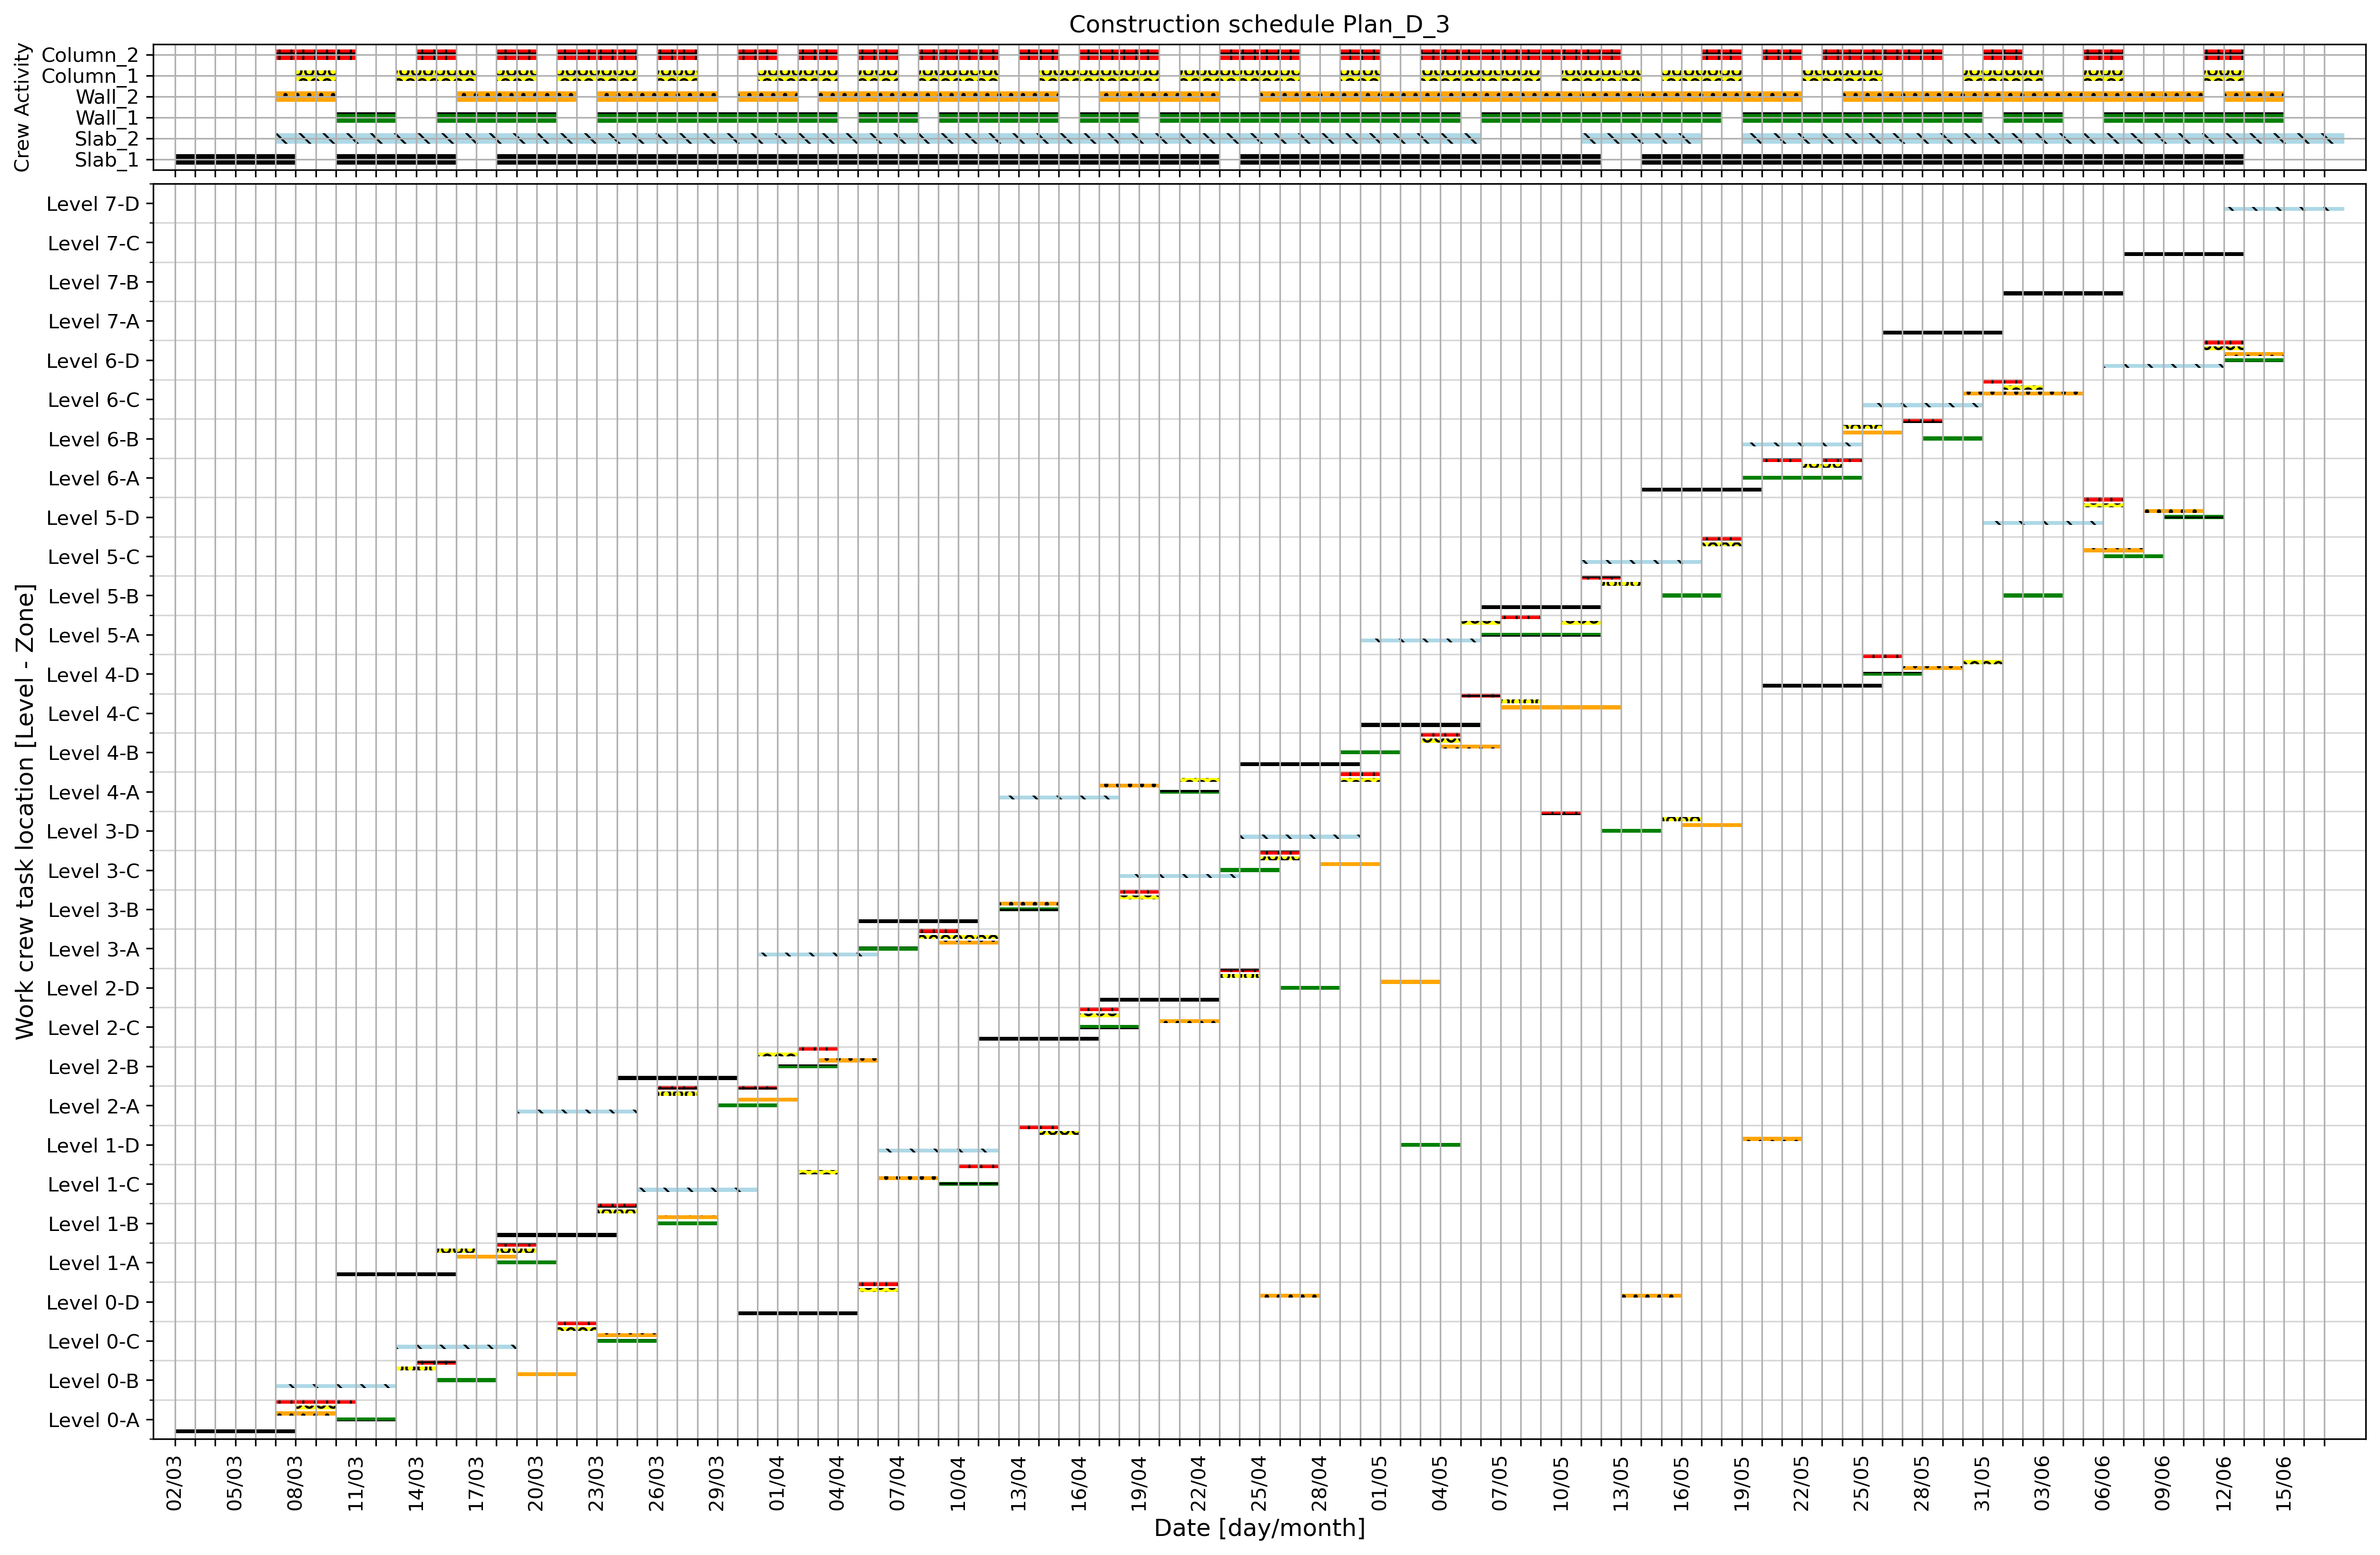 Construction schedule Plan_D_3
Crew Activity
Column_2
Column_1
Wall_2
Wall_1
Slab_2
Slab_1
Work crew task location [Level - Zone]
Level 7-D
Level 7-C
Level 7-B
Level 7-A
Level 6-D
Level 6-C
Level 6-B
Level 6-A
Level 5-D
Level 5-C
Level 5-B
Level 5-A
Level 4-D
Level 4-C
Level 4-B
Level 4-A
Level 3-D
Level 3-C
Level 3-B
Level 3-A
Level 2-D
Level 2-C
Level 2-B
Level 2-A
Level 1-D
Level 1-C
Level 1-B
Level 1-A
Level 0-D
Level 0-C
Level 0-B
Level 0-A
02/03 05/03 08/03 11/03 14/03 17/03 20/03 23/03 26/03 29/03 01/04 04/04 07/04 10/04 13/04 16/04 19/04 22/04 25/04 28/04 01/05 04/05 07/05 10/05 13/05 16/05 19/05 22/05 25/05 28/05 31/05 03/06 06/06 09/06 12/06 15/06
Date [day/month]